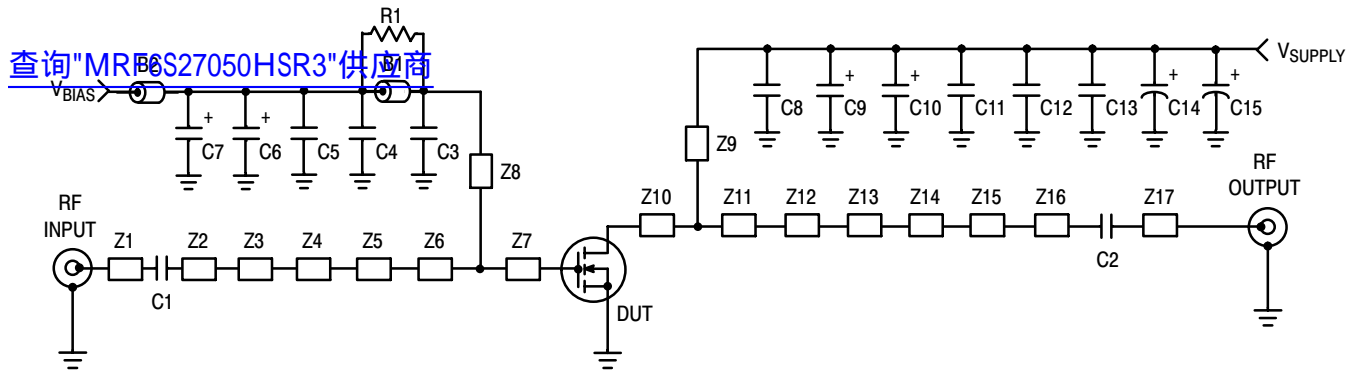 R1
查询"MRF6S27050HSR3"供应商
B2
B1
VBIAS
VSUPPLY
+
+
+
+
+
+
C7
C6
C5
C4
C3
C8
C9
C10
C11
C12
C13
C14
C15
Z8
Z9
RF
INPUT
RF
OUTPUT
Z1
Z2
Z3
Z4
Z5
Z6
Z7
Z10
Z11
Z12
Z13
Z14
Z15
Z16
Z17
C1
C2
DUT